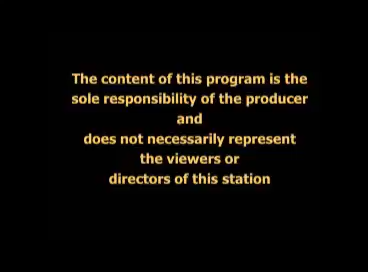 The content of this program is the
sole responsibility of the producer
and
does not necessarily represent
the viewers or
directors of this station